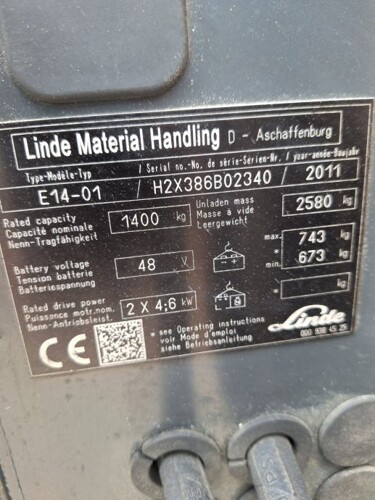 Linde Material Handling D - Aschaffenburg
Type-Modèle-Typ / Serial no.-No. de série-Serien-Nr. / year-année-Baujahr
E14-01 / H2X386B02340 / 2011
Rated capacity
Capacité nominale
Nenn-Tragfähigkeit
1400 kg
Unladen mass
Masse à vide
Leergewicht
2580 kg
Battery voltage
Tension batterie
Batteriespannung
48 V
max. 743 kg
* min. 673 kg
Rated drive power
Puissance motr.nom.
Nenn-Antriebsleist.
2 X 4,6 kW
* kg
CE
* see Operating instructions
voir Mode d'emploi
siehe Betriebsanleitung
Linde